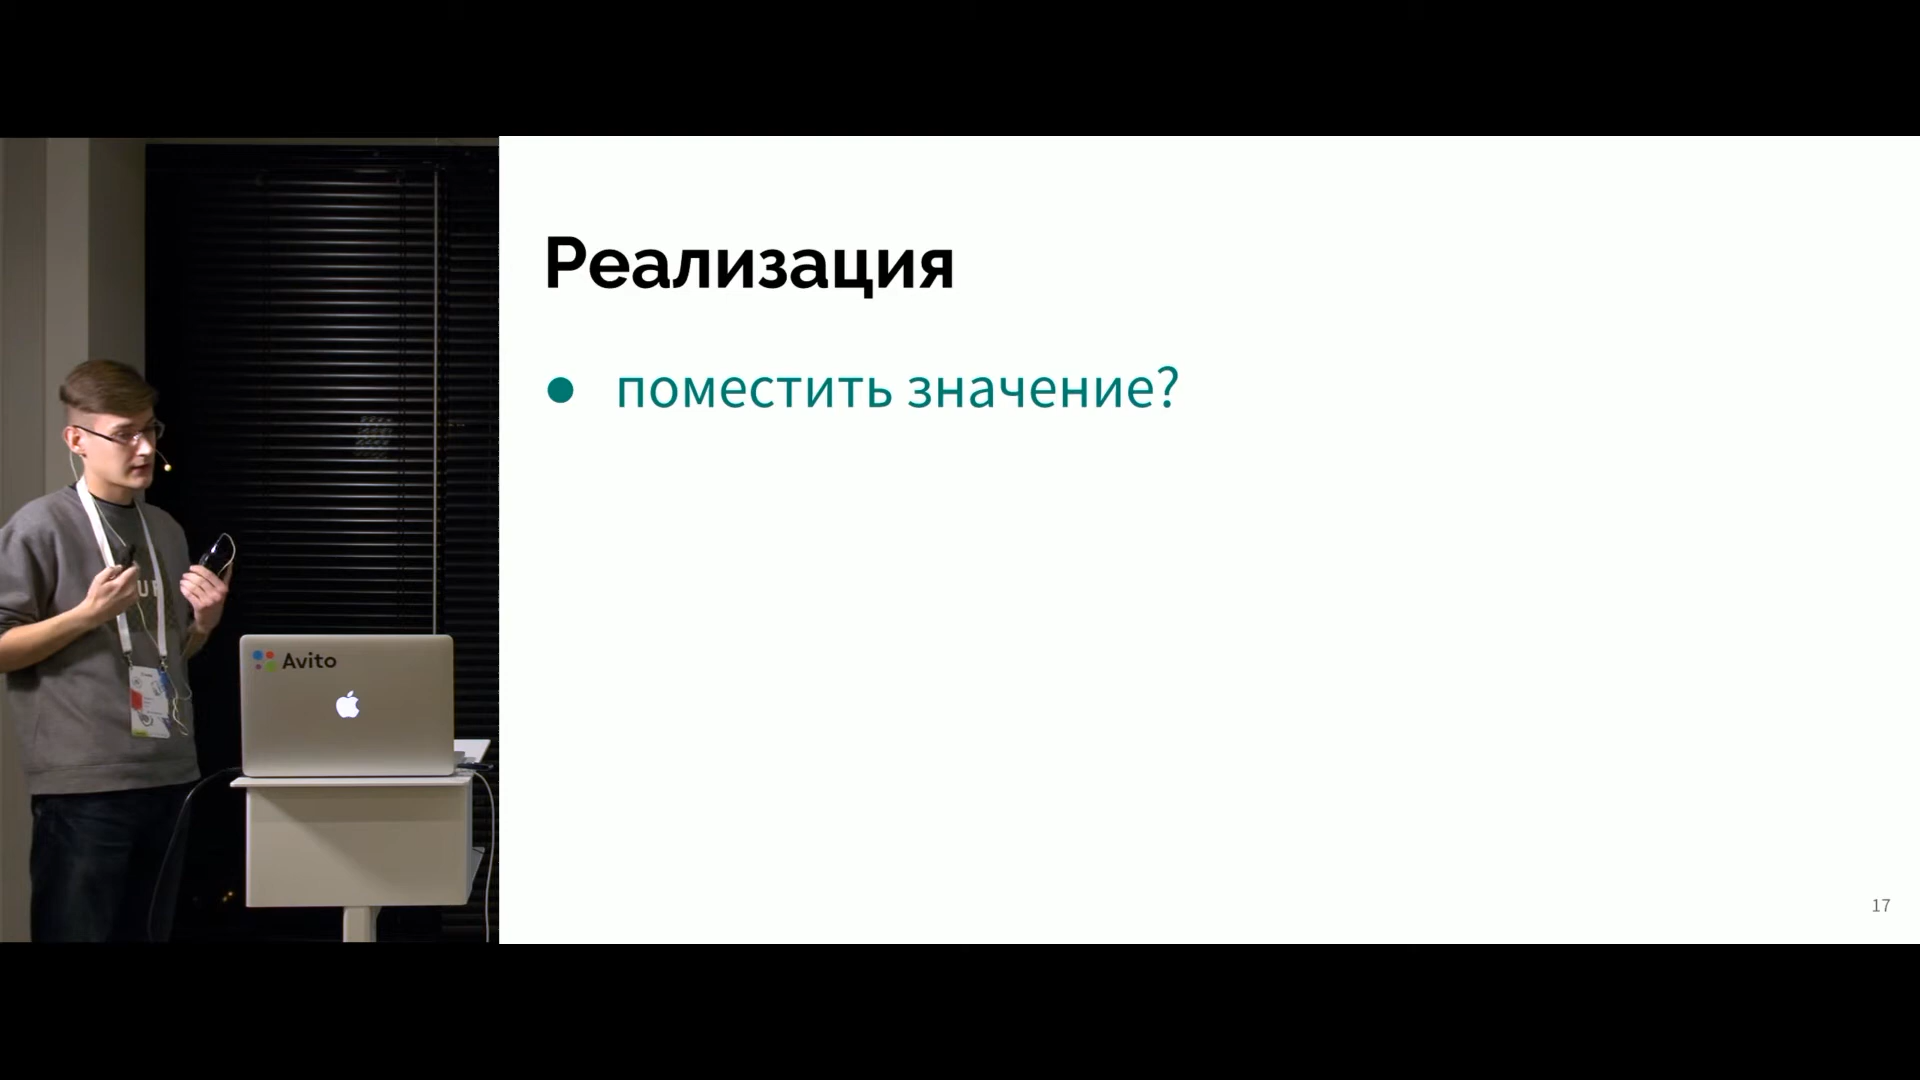 Реализация
● поместить значение?
Avito
17